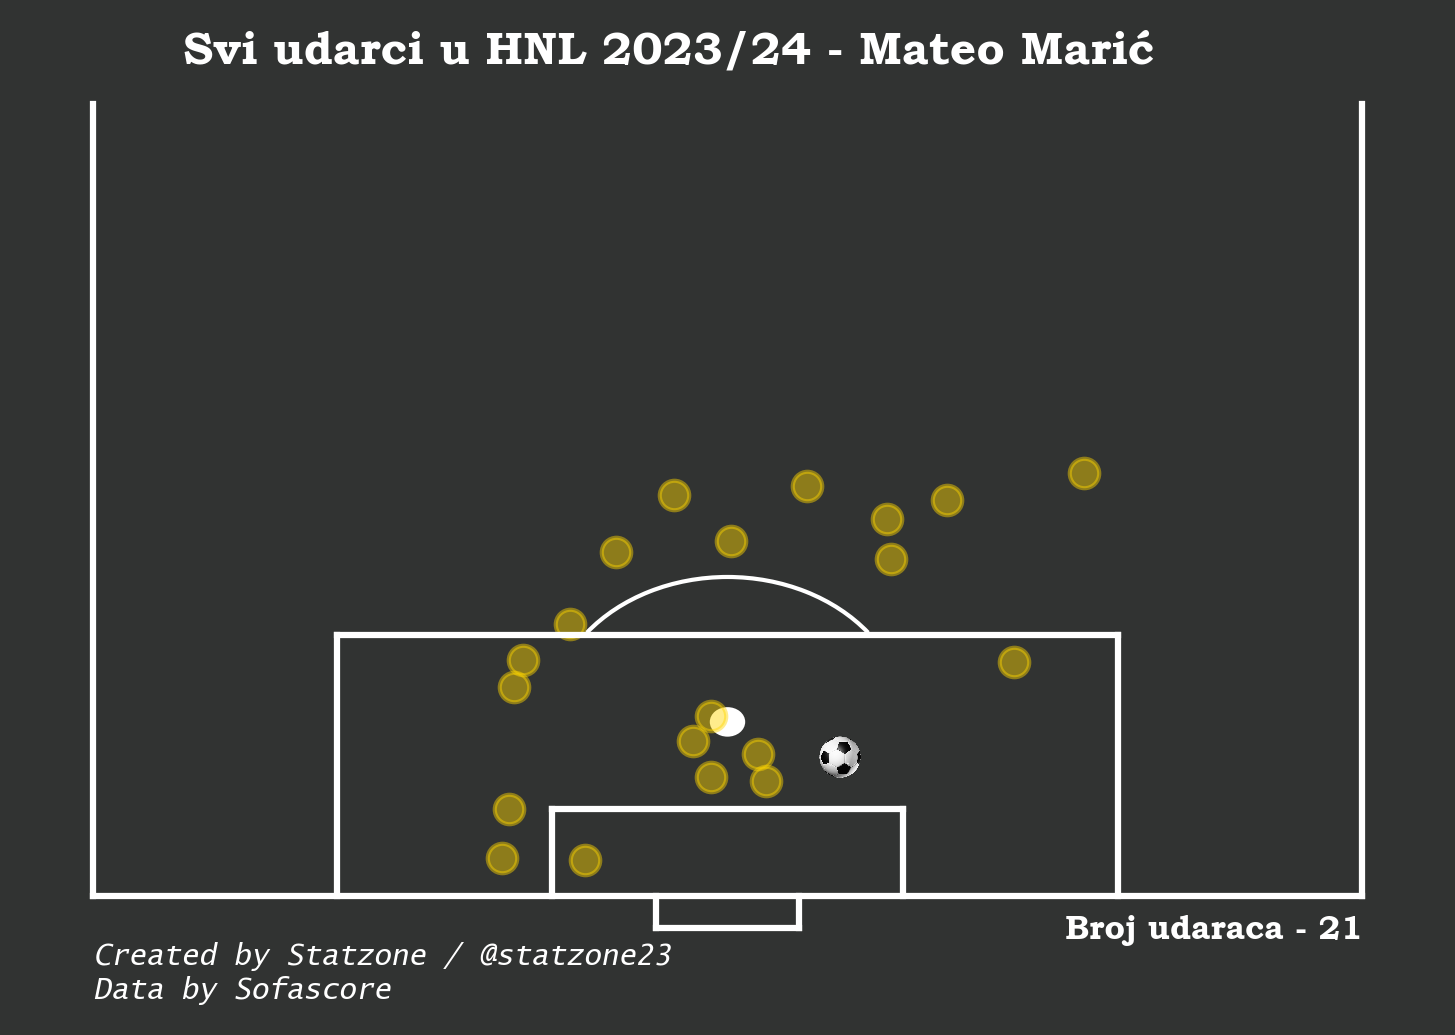 Svi udarci u HNL 2023/24 - Mateo Marić
Broj udaraca - 21
Created by Statzone / @statzone23
Data by Sofascore